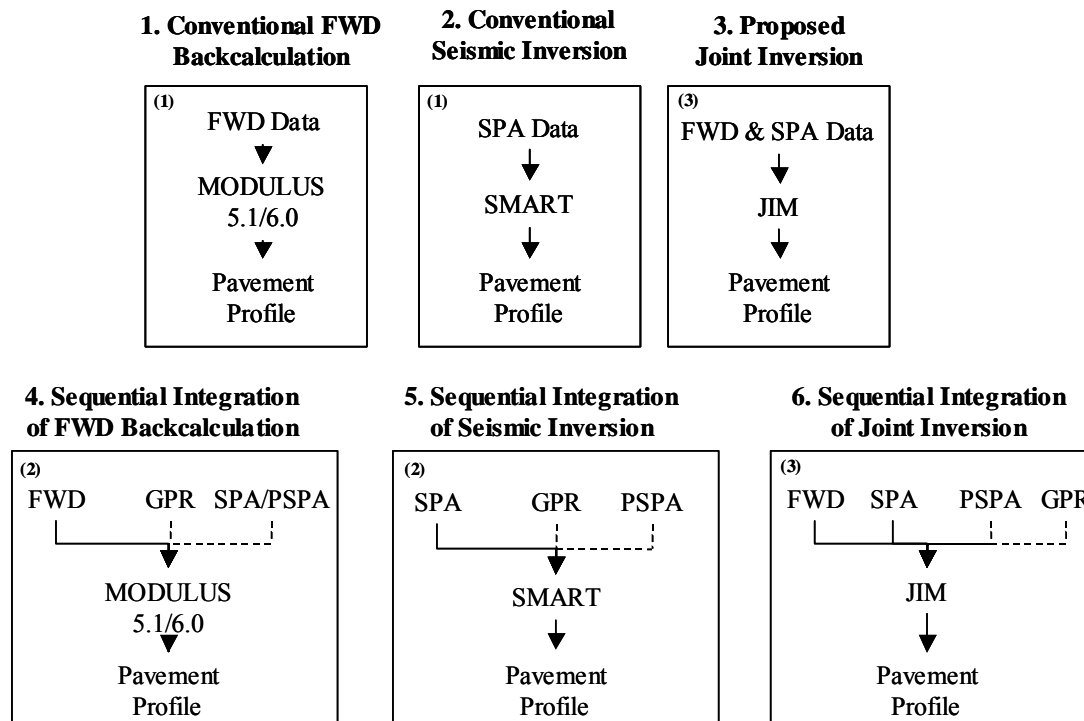 1. Conventional FWD
Backcalculation
(1)
FWD Data
MODULUS
5.1/6.0
Pavement
Profile
2. Conventional
Seismic Inversion
(1)
SPA Data
SMART
Pavement
Profile
3. Proposed
Joint Inversion
(3)
FWD & SPA Data
JIM
Pavement
Profile
4. Sequential Integration
of FWD Backcalculation
(2)
FWD GPR SPA/PSPA
MODULUS
5.1/6.0
Pavement
Profile
5. Sequential Integration
of Seismic Inversion
(2)
SPA GPR PSPA
SMART
Pavement
Profile
6. Sequential Integration
of Joint Inversion
(3)
FWD SPA PSPA GPR
JIM
Pavement
Profile